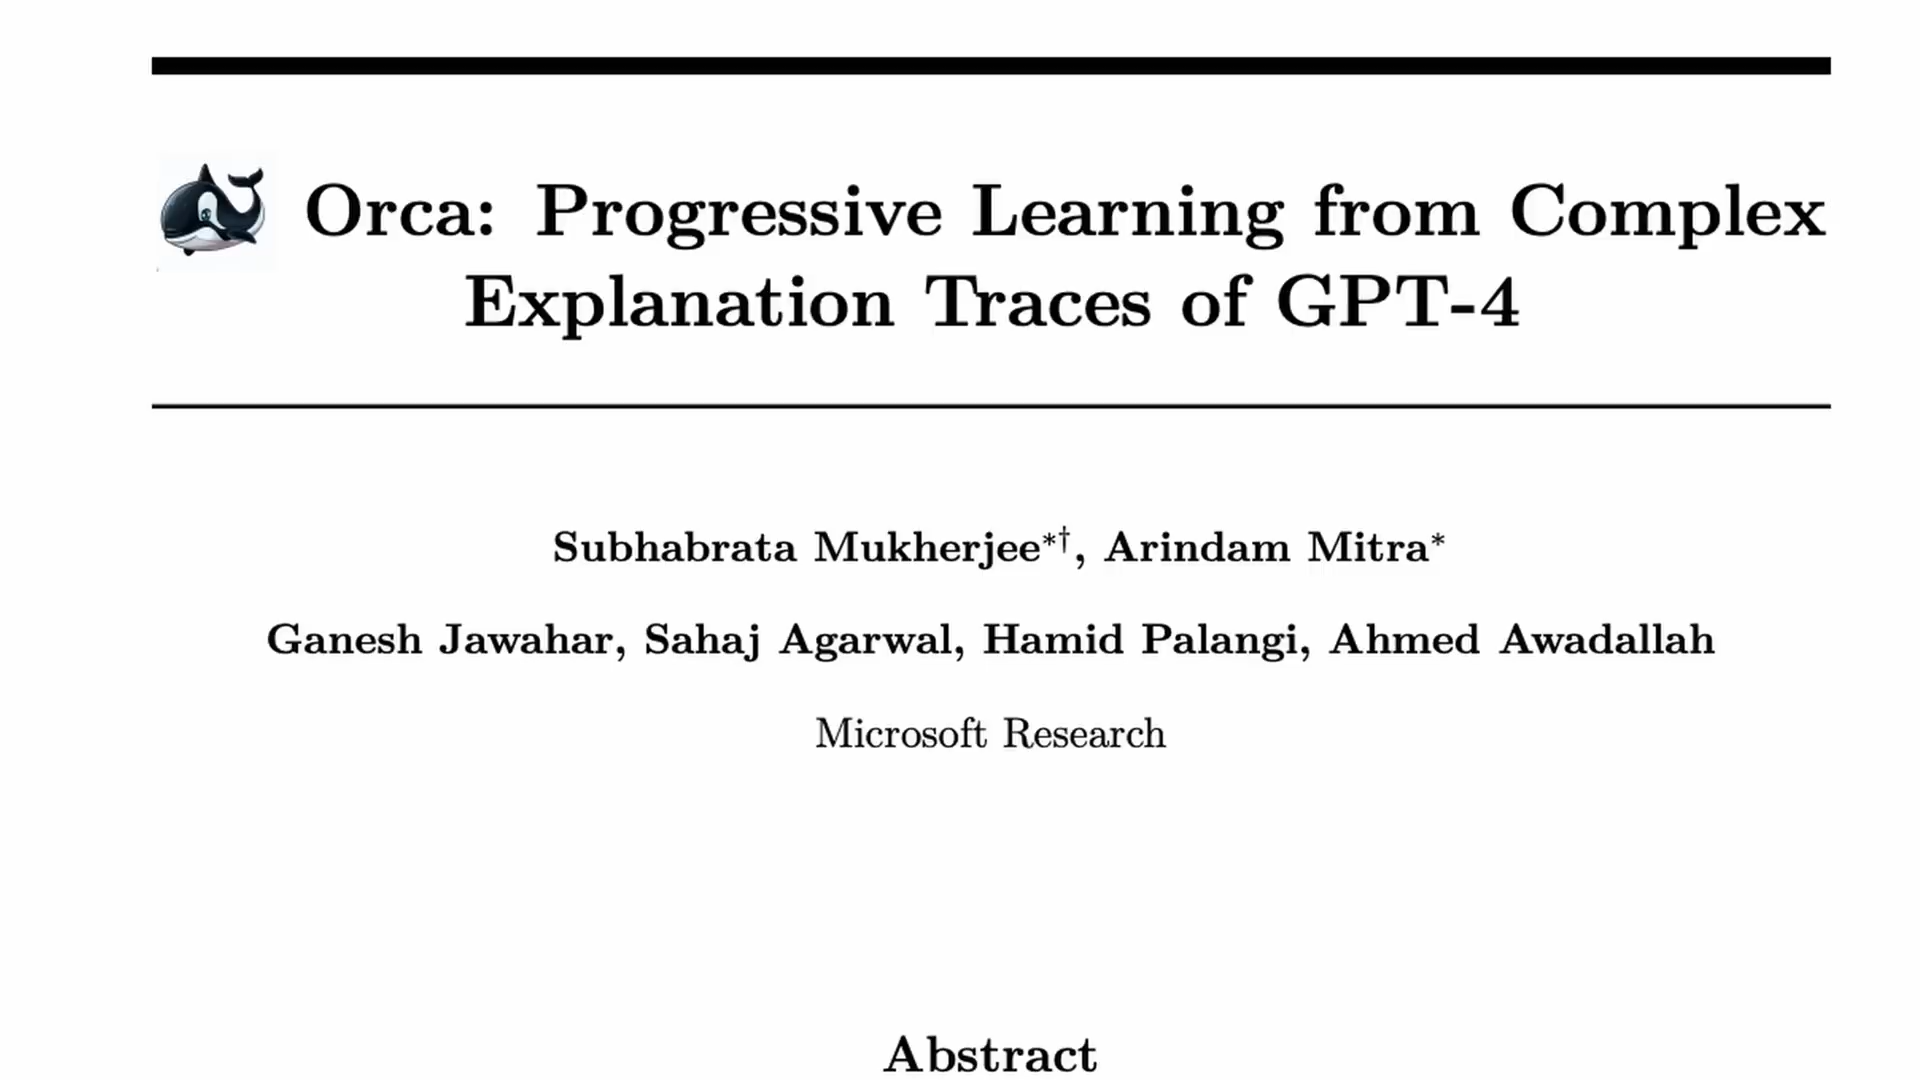 Orca: Progressive Learning from Complex
Explanation Traces of GPT-4
Subhabrata Mukherjee*†, Arindam Mitra*
Ganesh Jawahar, Sahaj Agarwal, Hamid Palangi, Ahmed Awadallah
Microsoft Research
Abstract